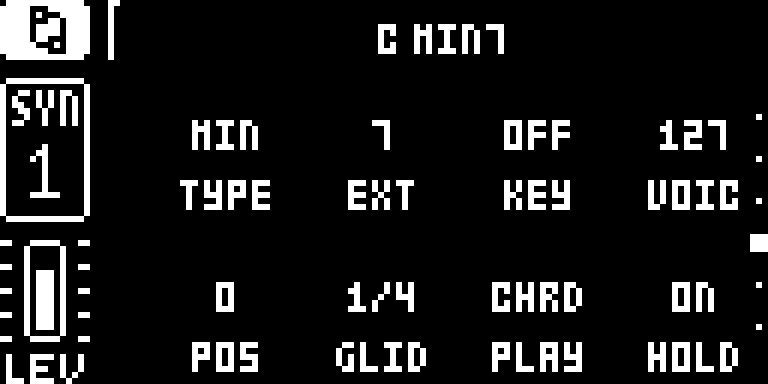 C MIN7
SYN
1
MIN 7 OFF 127
TYPE EXT KEY VOIC
0 1/4 CHRD ON
LEV
POS GLID PLAY HOLD